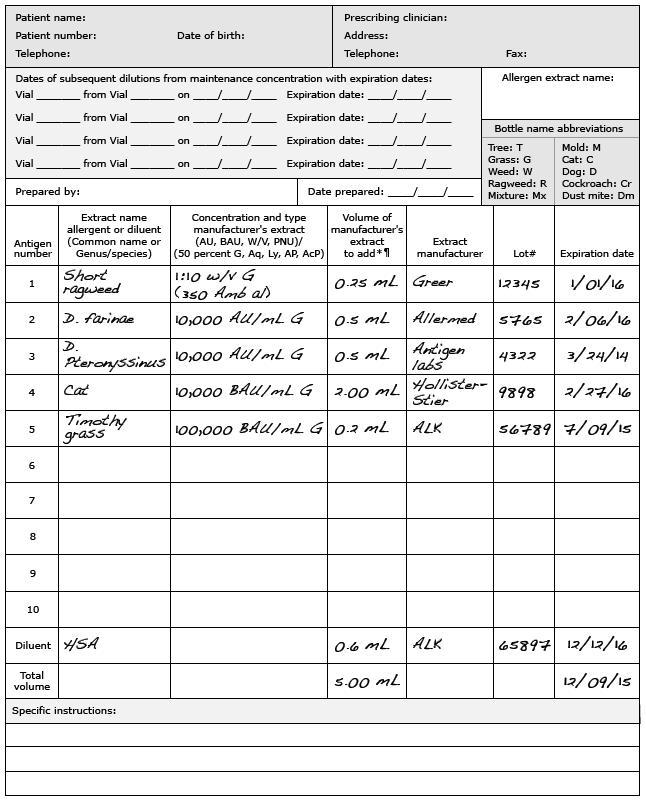 Patient name:
Prescribing clinician:
Patient number: Date of birth:
Address:
Telephone:
Telephone: Fax:
Dates of subsequent dilutions from maintenance concentration with expiration dates:
Vial _______ from Vial _______ on ____/____/____ Expiration date: ____/____/____
Vial _______ from Vial _______ on ____/____/____ Expiration date: ____/____/____
Vial _______ from Vial _______ on ____/____/____ Expiration date: ____/____/____
Vial _______ from Vial _______ on ____/____/____ Expiration date: ____/____/____
Allergen extract name:
Bottle name abbreviations
Tree: T
Grass: G
Weed: W
Ragweed: R
Mixture: Mx
Mold: M
Cat: C
Dog: D
Cockroach: Cr
Dust mite: Dm
Prepared by:
Date prepared: ____/____/____
Antigen
number
Extract name
allergent or diluent
(Common name or
Genus/species)
Concentration and type
manufacturer's extract
(AU, BAU, W/V, PNU)/
(50 percent G, Aq, Ly, AP, AcP)
Volume of
manufacturer's
extract
to add*¶
Extract
manufacturer
Lot#
Expiration date
1
Short
ragweed
1:10 w/v G
(350 Amb a1)
0.25 mL
Greer
12345
1/01/16
2
D. farinae
10,000 AU/mL G
0.5 mL
Allermed
5765
2/06/16
3
D.
Pteronyssinus
10,000 AU/mL G
0.5 mL
Antigen
labs
4322
3/24/14
4
Cat
10,000 BAU/mL G
2.00 mL
Hollister-
Stier
9898
2/27/16
5
Timothy
grass
100,000 BAU/mL G
0.2 mL
ALK
56789
7/09/15
6
7
8
9
10
Diluent
HSA
0.6 mL
ALK
65897
12/12/16
Total
volume
5.00 mL
12/09/15
Specific instructions: